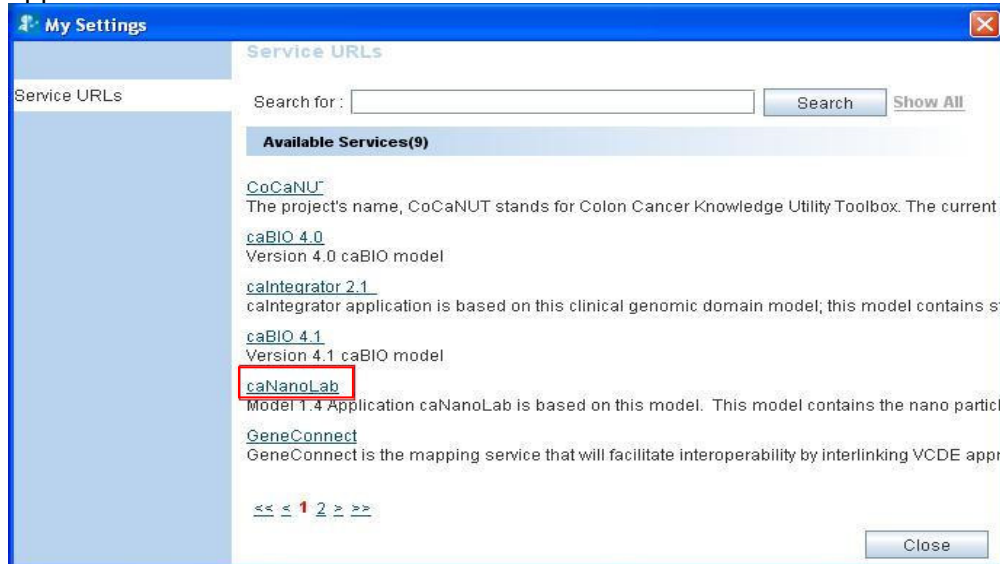 My Settings
Service URLs
Service URLs
Search for :
Search
Show All
Available Services(9)
CoCaNU
The project's name, CoCaNUT stands for Colon Cancer Knowledge Utility Toolbox. The current
caBIO 4.0
Version 4.0 caBIO model
caIntegrator 2.1
caIntegrator application is based on this clinical genomic domain model; this model contains
caBIO 4.1
Version 4.1 caBIO model
caNanoLab
Model 1.4 Application caNanoLab is based on this model. This model contains the nano
GeneConnect
GeneConnect is the mapping service that will facilitate interoperability by interlinking VCDE
<< < 1 2 > >>
Close